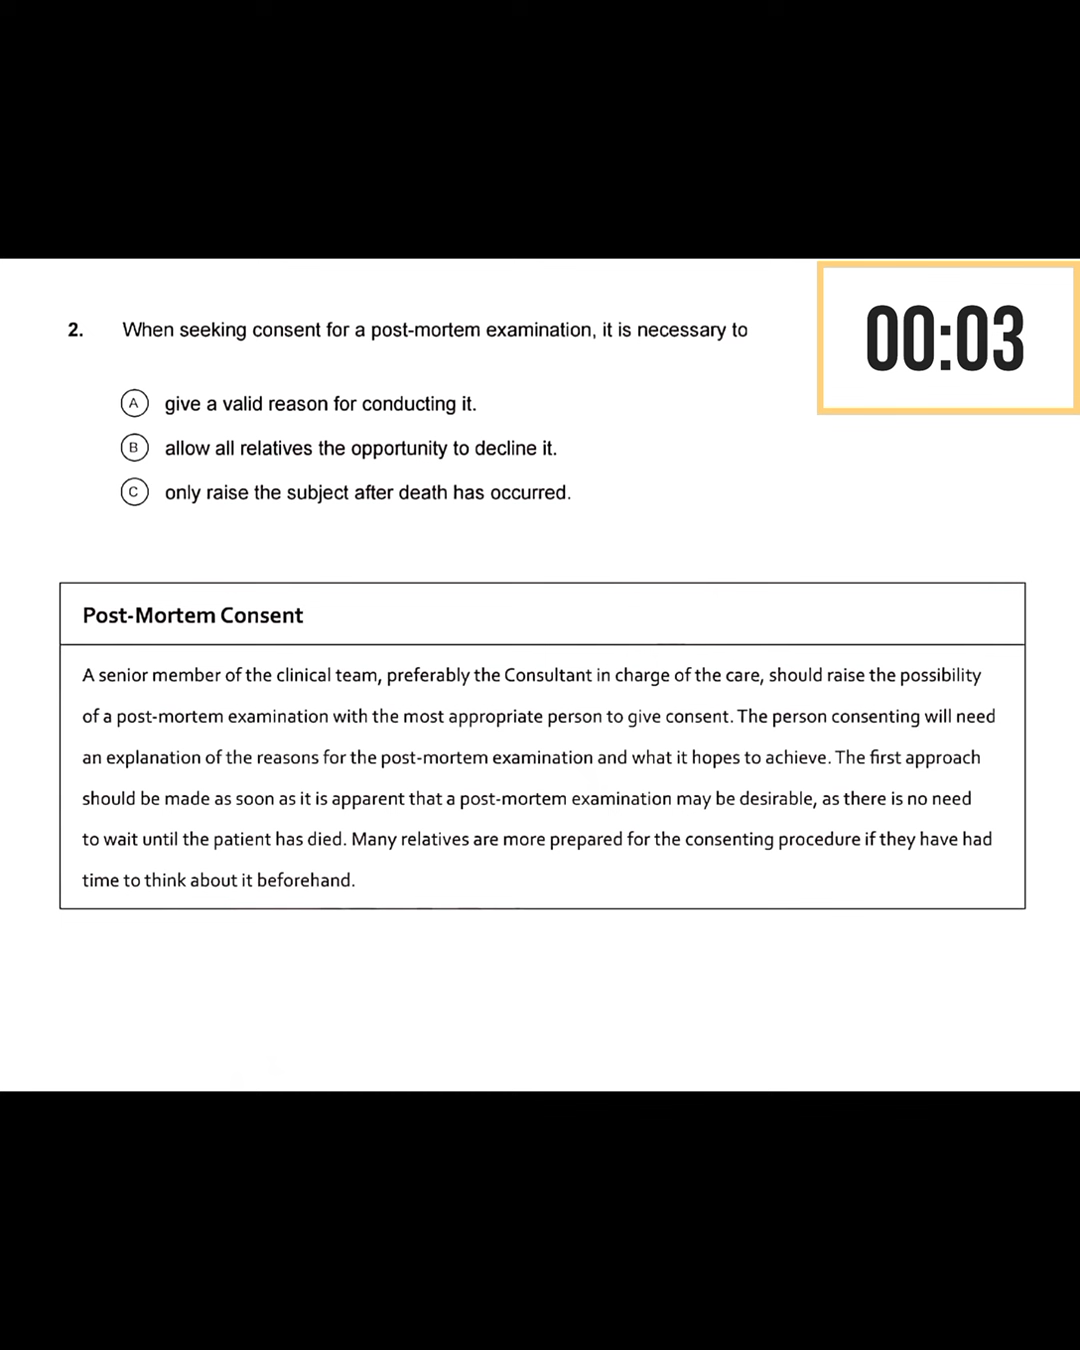 2. When seeking consent for a post-mortem examination, it is necessary to
00:03
A give a valid reason for conducting it.
B allow all relatives the opportunity to decline it.
C only raise the subject after death has occurred.
Post-Mortem Consent
A senior member of the clinical team, preferably the Consultant in charge of the care, should raise the possibility
of a post-mortem examination with the most appropriate person to give consent. The person consenting will need
an explanation of the reasons for the post-mortem examination and what it hopes to achieve. The first approach
should be made as soon as it is apparent that a post-mortem examination may be desirable, as there is no need
to wait until the patient has died. Many relatives are more prepared for the consenting procedure if they have had
time to think about it beforehand.